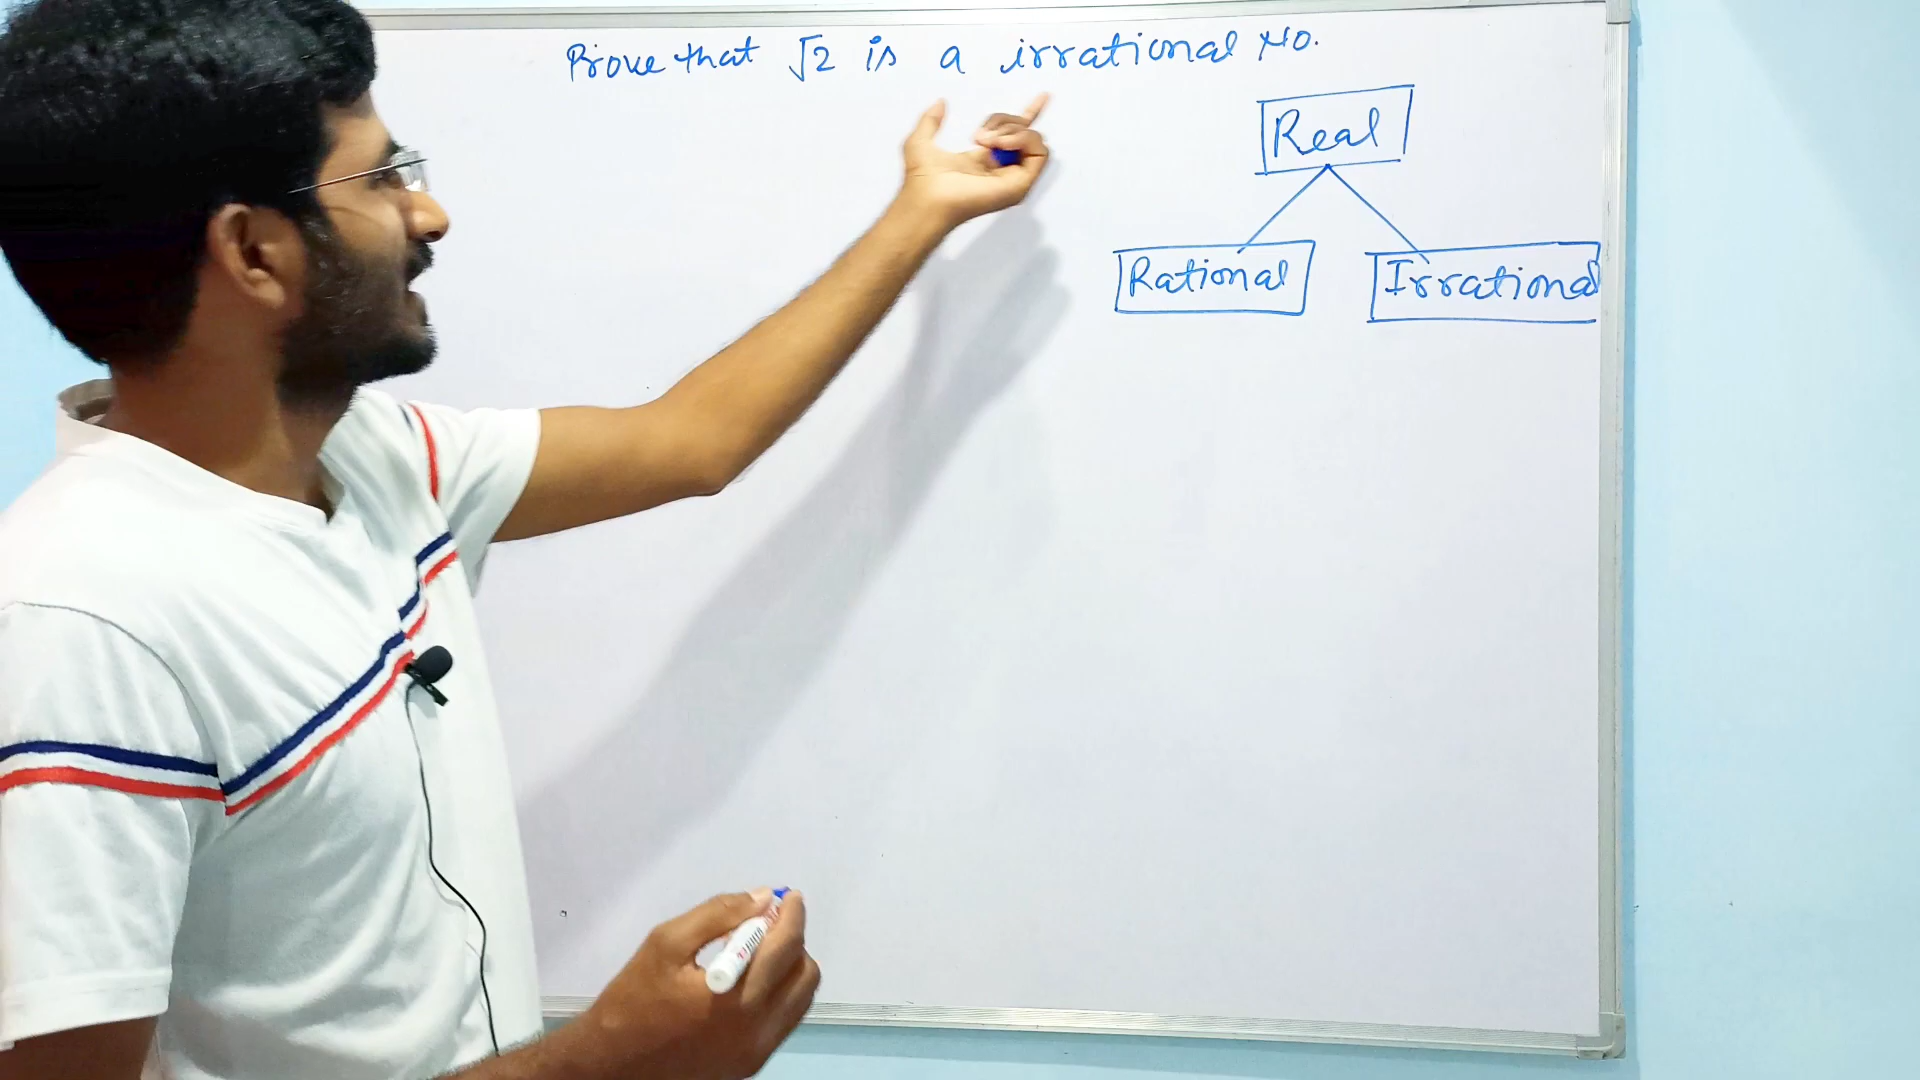 Prove that √2 is a irrational No.
Real
Rational Irrational